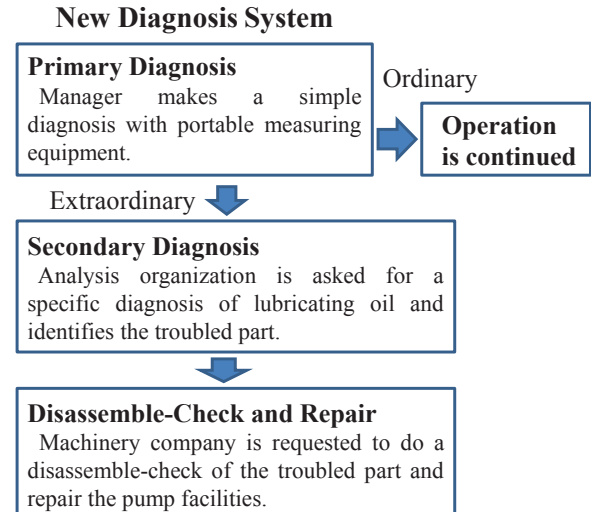 New Diagnosis System
Primary Diagnosis
Manager makes a simple
diagnosis with portable measuring
equipment.
Ordinary
Operation
is continued
Extraordinary
Secondary Diagnosis
Analysis organization is asked for a
specific diagnosis of lubricating oil and
identifies the troubled part.
Disassemble-Check and Repair
Machinery company is requested to do a
disassemble-check of the troubled part and
repair the pump facilities.